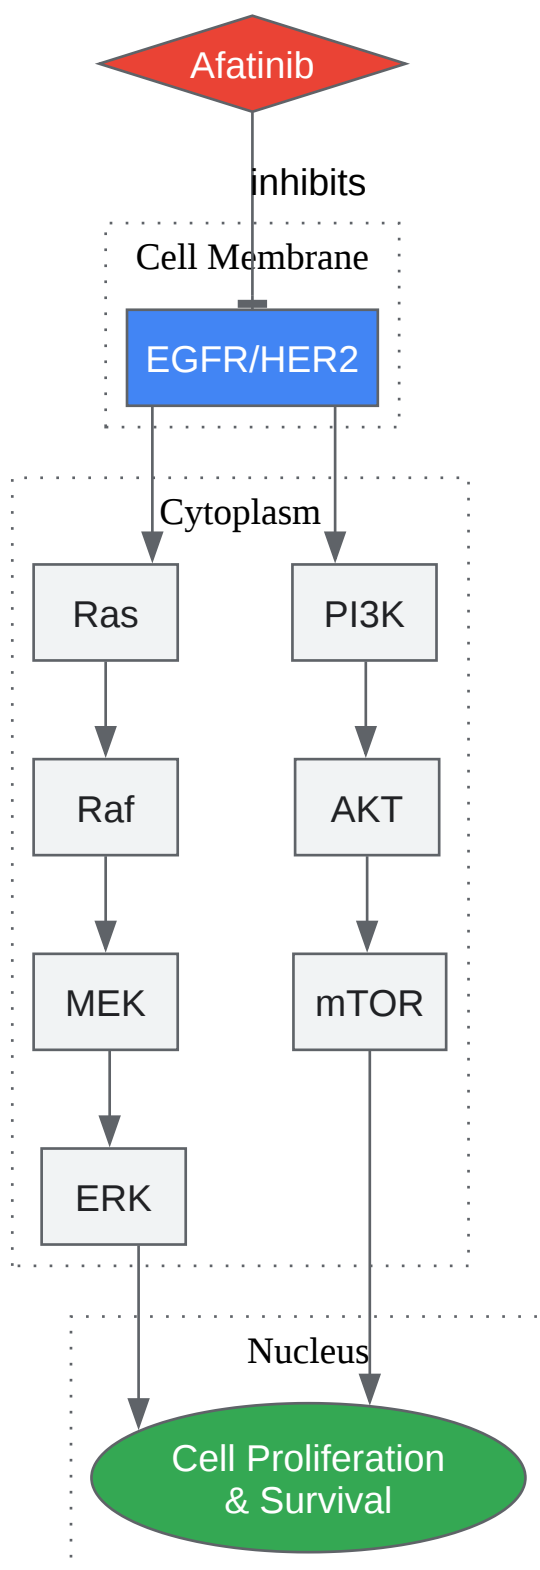 Afatinib
inhibits
Cell Membrane
EGFR/HER2
Cytoplasm
Ras
PI3K
Raf
AKT
MEK
mTOR
ERK
Nucleus
Cell Proliferation
& Survival